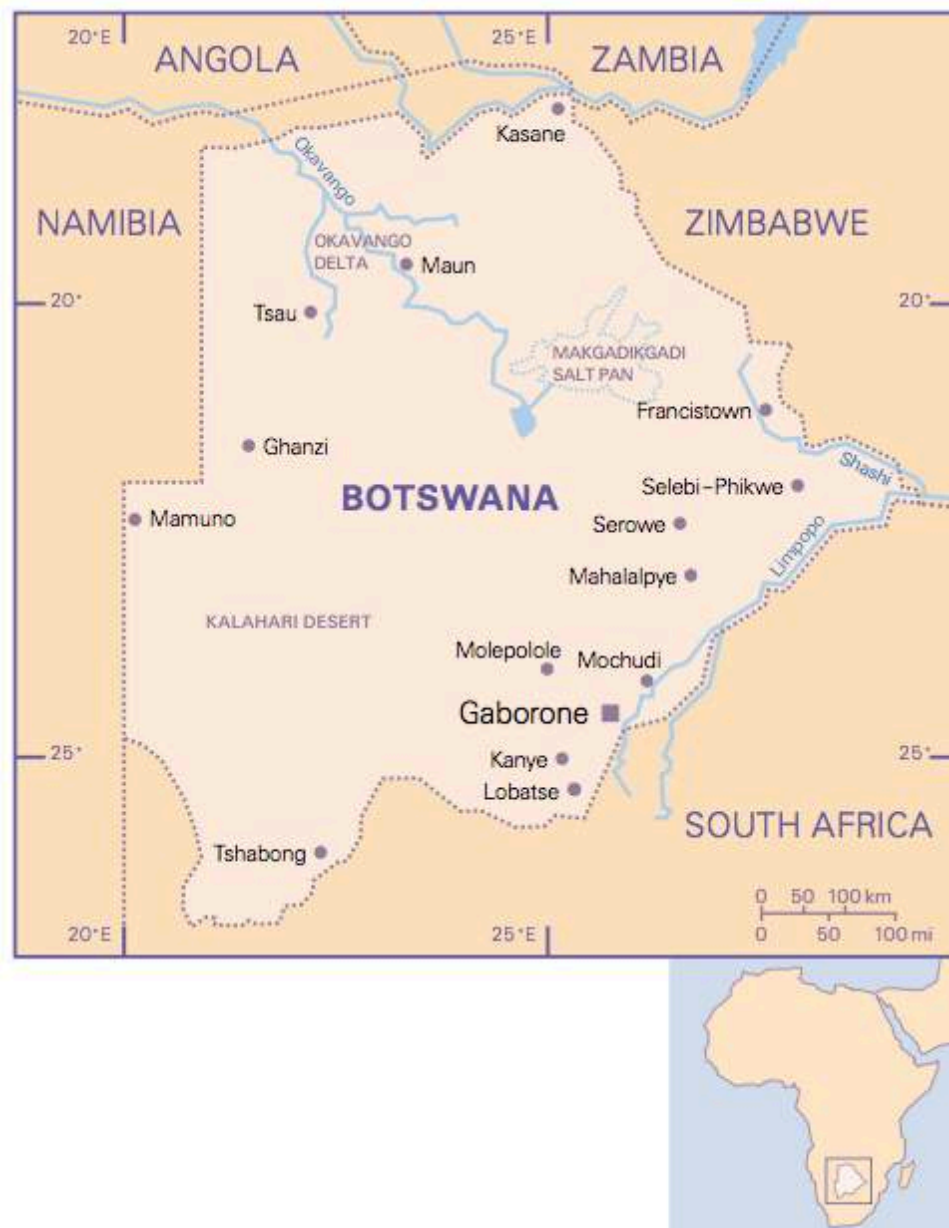 20°E
25°E
ANGOLA
ZAMBIA
Kasane
Okavango
NAMIBIA
ZIMBABWE
OKAVANGO
DELTA
Maun
20°
20°
Tsau
MAKGADIKGADI
SALT PAN
Francistown
Ghanzi
Shashi
BOTSWANA
Selebi–Phikwe
Mamuno
Serowe
Limpopo
Mahalalpye
KALAHARI DESERT
Molepolole
Mochudi
Gaborone
25°
Kanye
25°
Lobatse
SOUTH AFRICA
Tshabong
0 50 100 km
0 50 100 mi
20°E
25°E